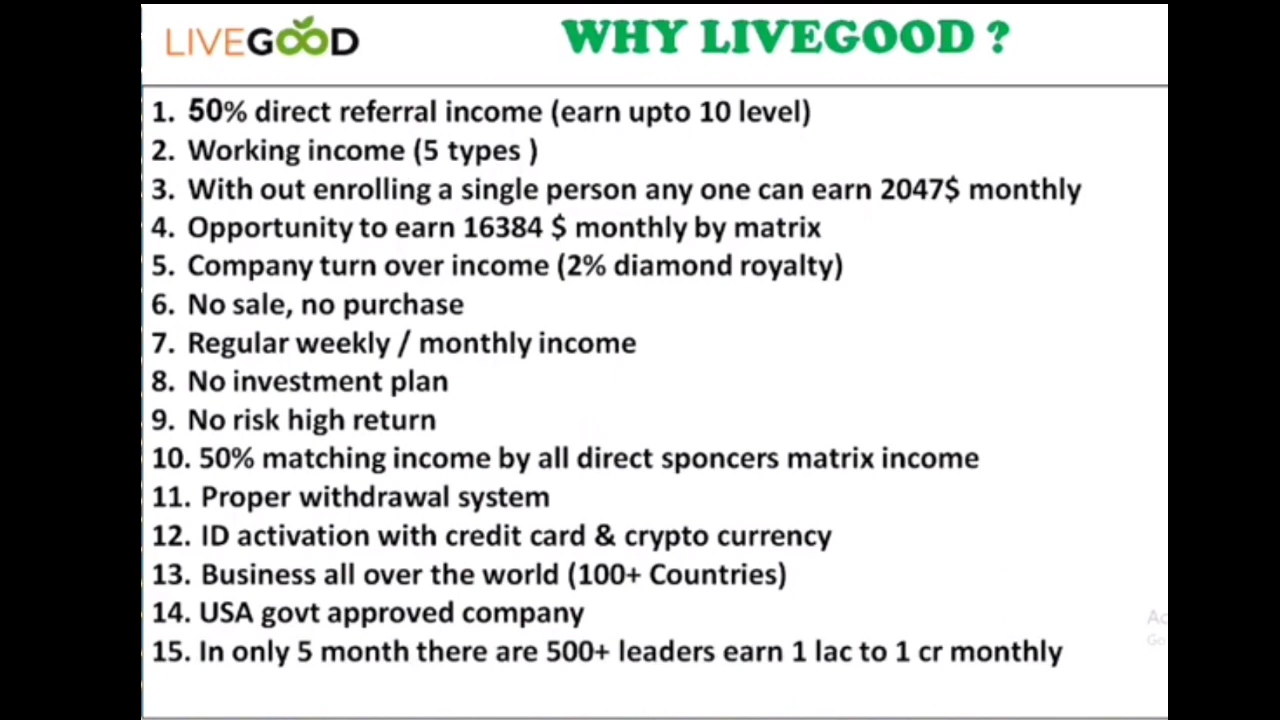 LIVEGOOD
WHY LIVEGOOD ?
1. 50% direct referral income (earn upto 10 level)
2. Working income (5 types )
3. With out enrolling a single person any one can earn 2047$ monthly
4. Opportunity to earn 16384 $ monthly by matrix
5. Company turn over income (2% diamond royalty)
6. No sale, no purchase
7. Regular weekly / monthly income
8. No investment plan
9. No risk high return
10. 50% matching income by all direct sponcers matrix income
11. Proper withdrawal system
12. ID activation with credit card & crypto currency
13. Business all over the world (100+ Countries)
14. USA govt approved company
15. In only 5 month there are 500+ leaders earn 1 lac to 1 cr monthly
Ac
Go